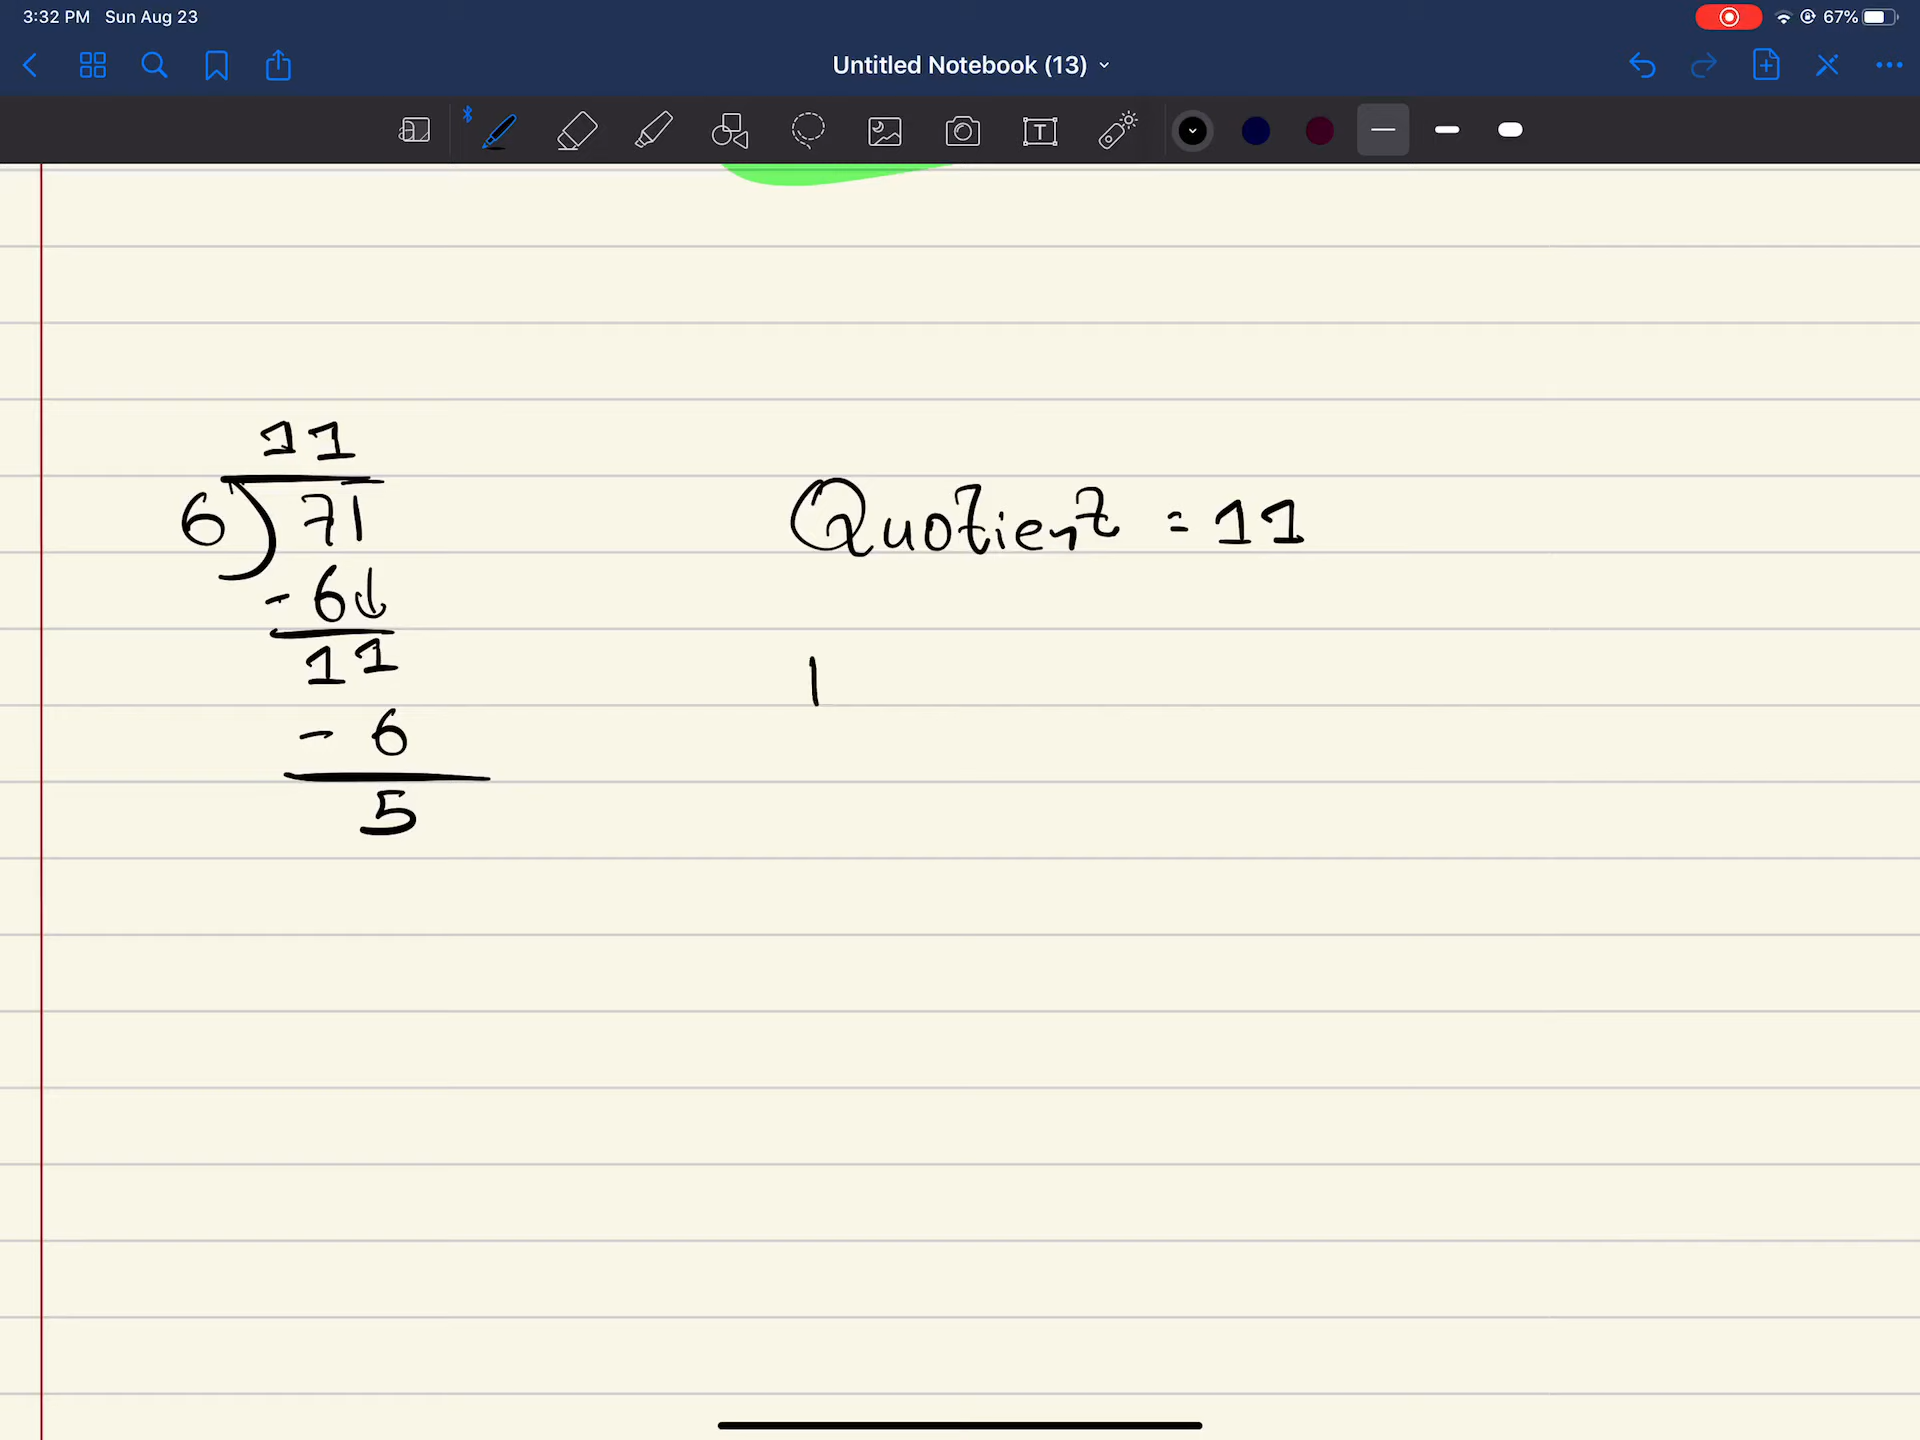 3:32 PM Sun Aug 23
67%
Untitled Notebook (13)
11
6 71
Quotient = 11
- 6
11
- 6
5